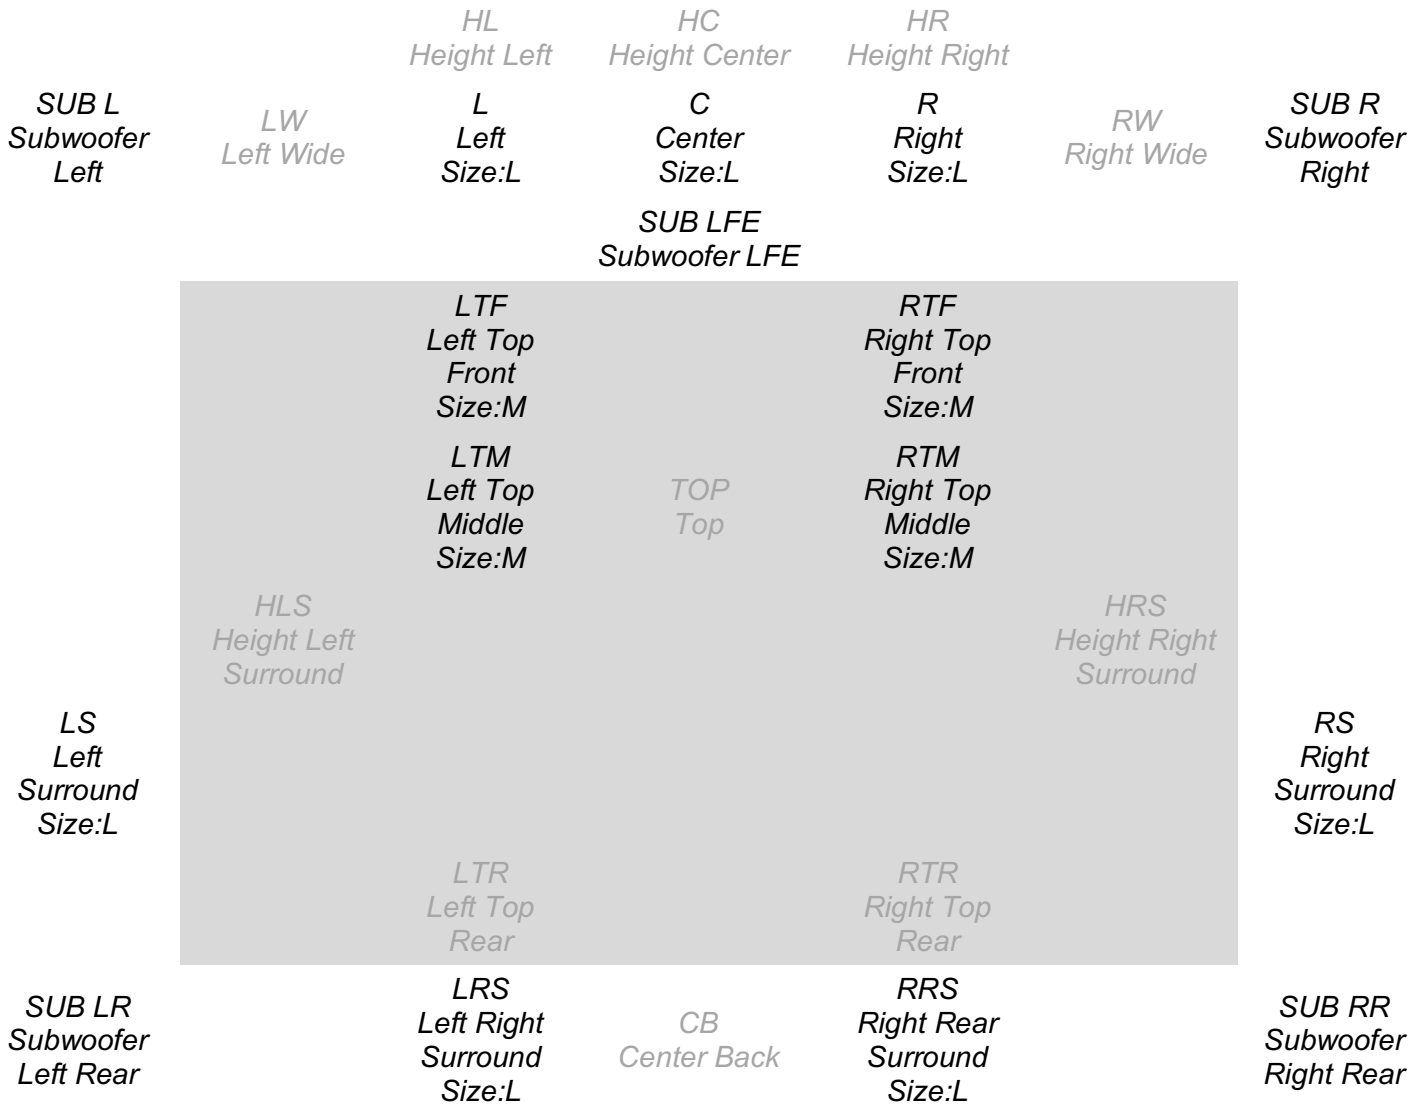 HL
Height Left
HC
Height Center
HR
Height Right
SUB L
Subwoofer
Left
LW
Left Wide
L
Left
Size:L
C
Center
Size:L
R
Right
Size:L
RW
Right Wide
SUB R
Subwoofer
Right
SUB LFE
Subwoofer LFE
LTF
Left Top
Front
Size:M
RTF
Right Top
Front
Size:M
LTM
Left Top
Middle
Size:M
TOP
Top
RTM
Right Top
Middle
Size:M
HLS
Height Left
Surround
HRS
Height Right
Surround
LS
Left
Surround
Size:L
RS
Right
Surround
Size:L
LTR
Left Top
Rear
RTR
Right Top
Rear
SUB LR
Subwoofer
Left Rear
LRS
Left Right
Surround
Size:L
CB
Center Back
RRS
Right Rear
Surround
Size:L
SUB RR
Subwoofer
Right Rear